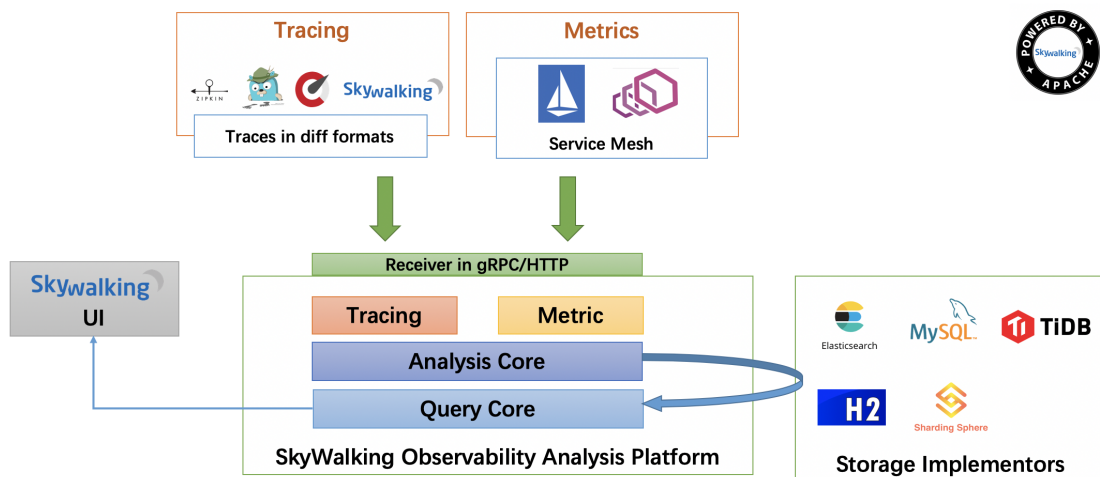 Tracing
Metrics
POWERED BY
Skywalking
APACHE
ZIPKIN
Skywalking
Traces in diff formats
Service Mesh
Receiver in gRPC/HTTP
Skywalking
UI
Tracing
Metric
Analysis Core
Query Core
SkyWalking Observability Analysis Platform
Elasticsearch
MySQL™
TiDB
H2
Sharding Sphere
Storage Implementors